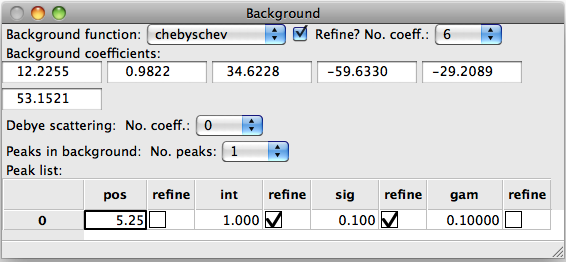 Background
Background function: chebyschev Refine? No. coeff.: 6
Background coefficients:
12.2255 0.9822 34.6228 -59.6330 -29.2089
53.1521
Debye scattering: No. coeff.: 0
Peaks in background: No. peaks: 1
Peak list:
pos refine int refine sig refine gam refine
0 5.25 1.000 0.100 0.10000